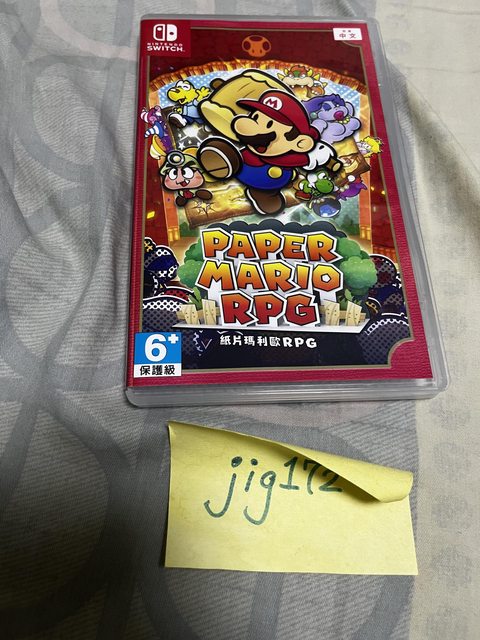 NINTENDO
SWITCH
中文
M
PAPER
MARIO
RPG
紙片瑪利歐RPG
6+
保護級
jig172